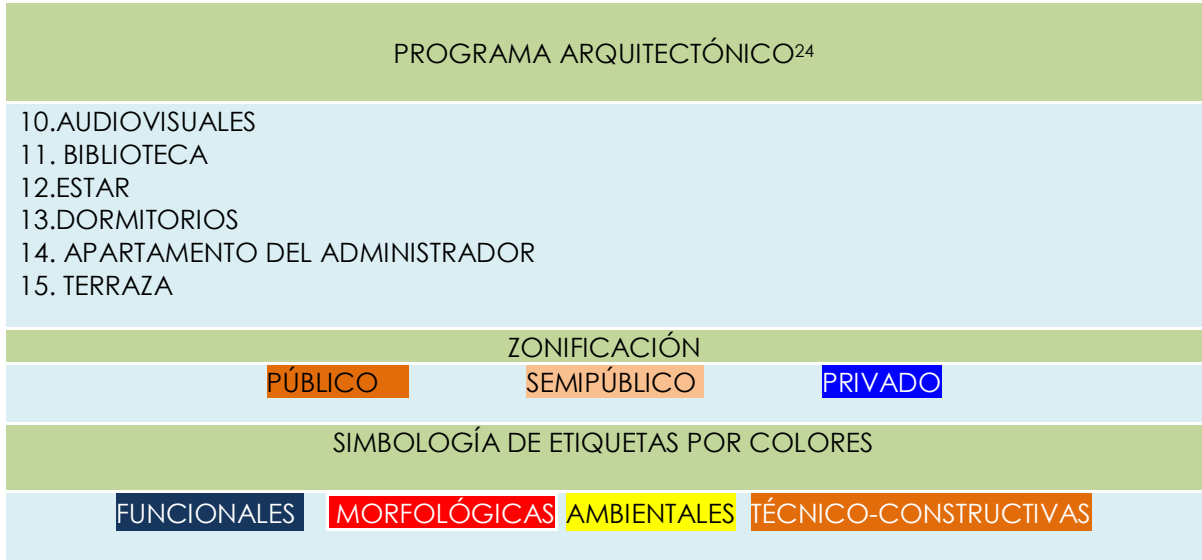 PROGRAMA ARQUITECTÓNICO24
10.AUDIOVISUALES
11. BIBLIOTECA
12.ESTAR
13.DORMITORIOS
14. APARTAMENTO DEL ADMINISTRADOR
15. TERRAZA
ZONIFICACIÓN
PÚBLICO SEMIPÚBLICO PRIVADO
SIMBOLOGÍA DE ETIQUETAS POR COLORES
FUNCIONALES MORFOLÓGICAS AMBIENTALES TÉCNICO-CONSTRUCTIVAS